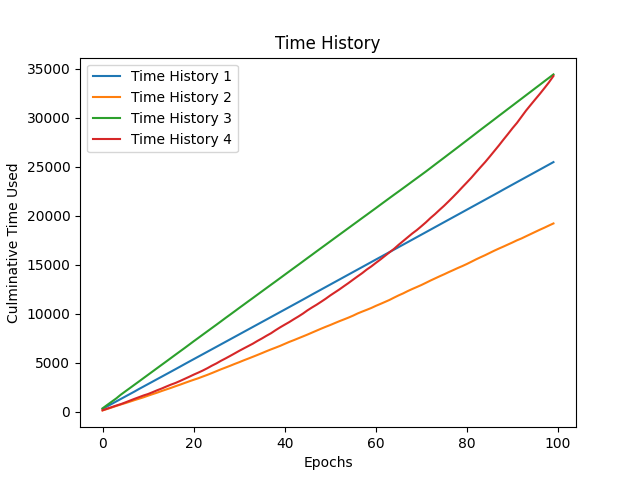 Time History
Time History 1
Time History 2
Time History 3
Time History 4
Culminative Time Used
35000
30000
25000
20000
15000
10000
5000
0
0 20 40 60 80 100
Epochs